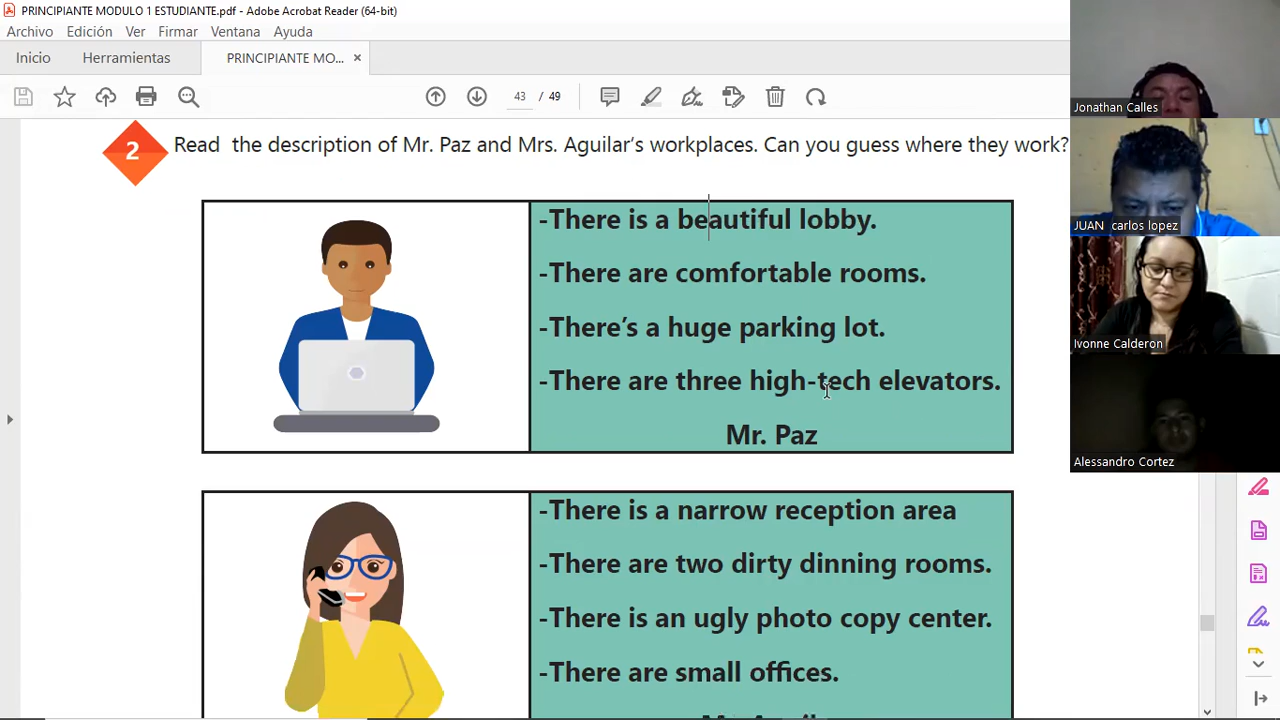 PRINCIPIANTE MODULO 1 ESTUDIANTE.pdf - Adobe Acrobat Reader (64-bit)
Archivo Edición Ver Firmar Ventana Ayuda
Inicio Herramientas PRINCIPIANTE MO... ×
43 / 49
2 Read the description of Mr. Paz and Mrs. Aguilar's workplaces. Can you guess where they work?
-There is a beautiful lobby.
-There are comfortable rooms.
-There's a huge parking lot.
-There are three high-tech elevators.
Mr. Paz
-There is a narrow reception area
-There are two dirty dinning rooms.
-There is an ugly photo copy center.
-There are small offices.
Jonathan Calles
JUAN carlos lopez
Ivonne Calderon
Alessandro Cortez